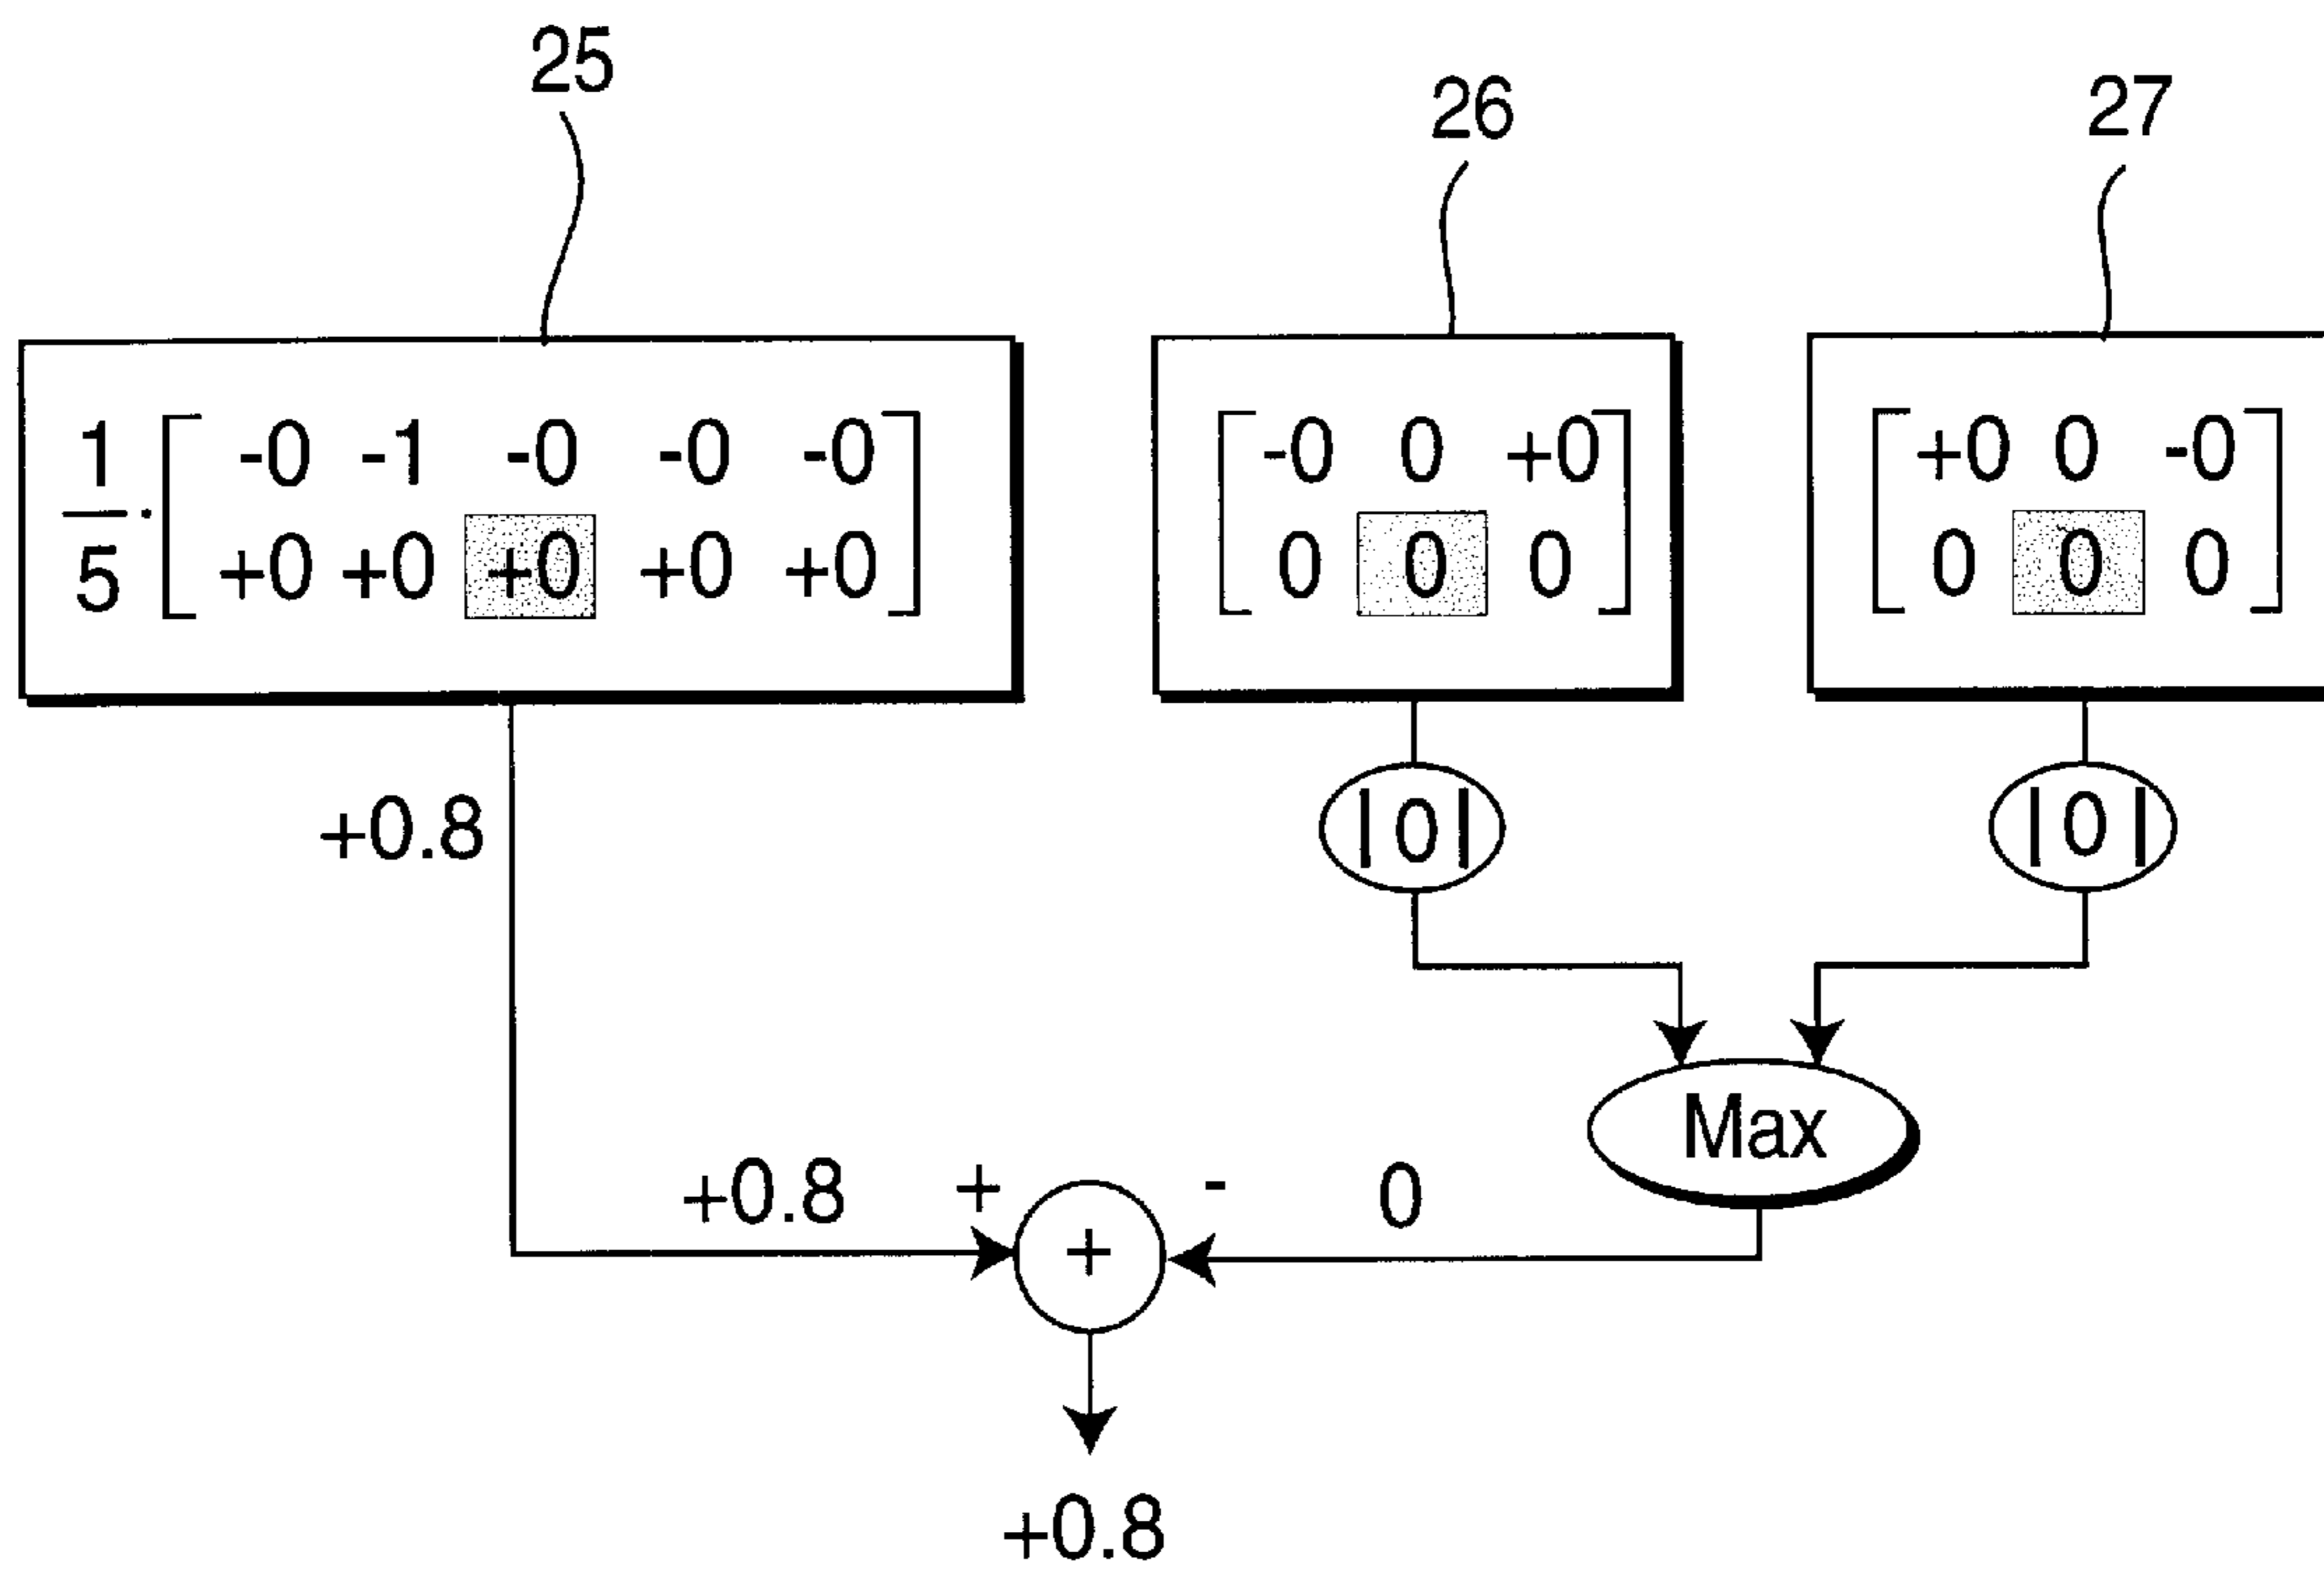 25
26
27
1/5 · [ -0 -1 -0 -0 -0
+0 +0 +0 +0 +0 ]
[ -0 0 +0
0 0 0 ]
[ +0 0 -0
0 0 0 ]
+0.8
|0|
|0|
Max
+0.8 + + - 0
+0.8